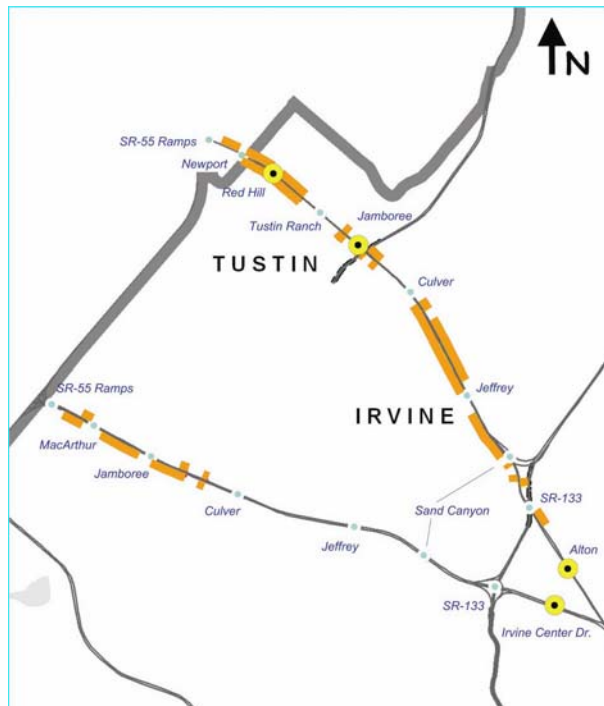 N
SR-55 Ramps
Newport
Red Hill
Tustin Ranch
Jamboree
TUSTIN
Culver
SR-55 Ramps
Jeffrey
IRVINE
MacArthur
Jamboree
Culver
Sand Canyon
SR-133
Jeffrey
Alton
SR-133
Irvine Center Dr.